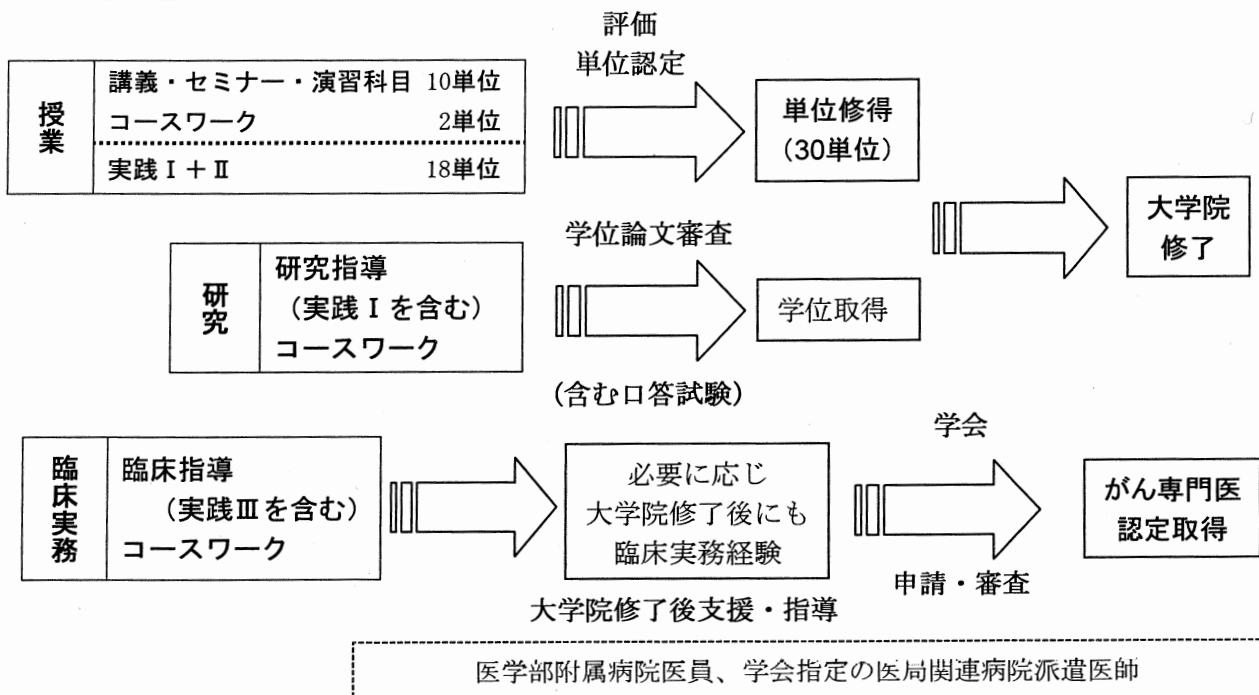 評価
単位認定
授業
講義・セミナー・演習科目 10単位
コースワーク 2単位
実践Ⅰ+Ⅱ 18単位
単位修得
(30単位)
大学院
修了
学位論文審査
研究
研究指導
(実践Ⅰを含む)
コースワーク
学位取得
(含む口答試験)
学会
臨床実務
臨床指導
(実践Ⅲを含む)
コースワーク
必要に応じ
大学院修了後にも
臨床実務経験
がん専門医
認定取得
申請・審査
大学院修了後支援・指導
医学部附属病院医員、学会指定の医局関連病院派遣医師